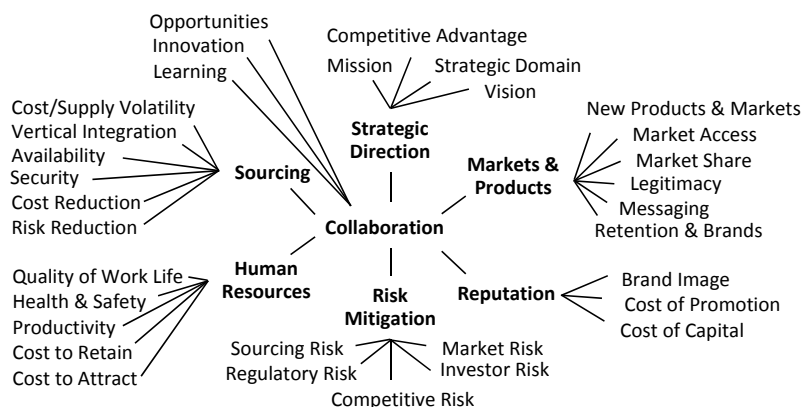 Opportunities
Innovation
Learning
Competitive Advantage
Mission
Strategic Domain
Vision
Strategic
Direction
Cost/Supply Volatility
Vertical Integration
Availability
Security
Cost Reduction
Risk Reduction
Sourcing
New Products & Markets
Market Access
Market Share
Legitimacy
Messaging
Retention & Brands
Markets &
Products
Collaboration
Quality of Work Life
Health & Safety
Productivity
Cost to Retain
Cost to Attract
Human
Resources
Risk
Mitigation
Sourcing Risk
Regulatory Risk
Market Risk
Investor Risk
Competitive Risk
Reputation
Brand Image
Cost of Promotion
Cost of Capital